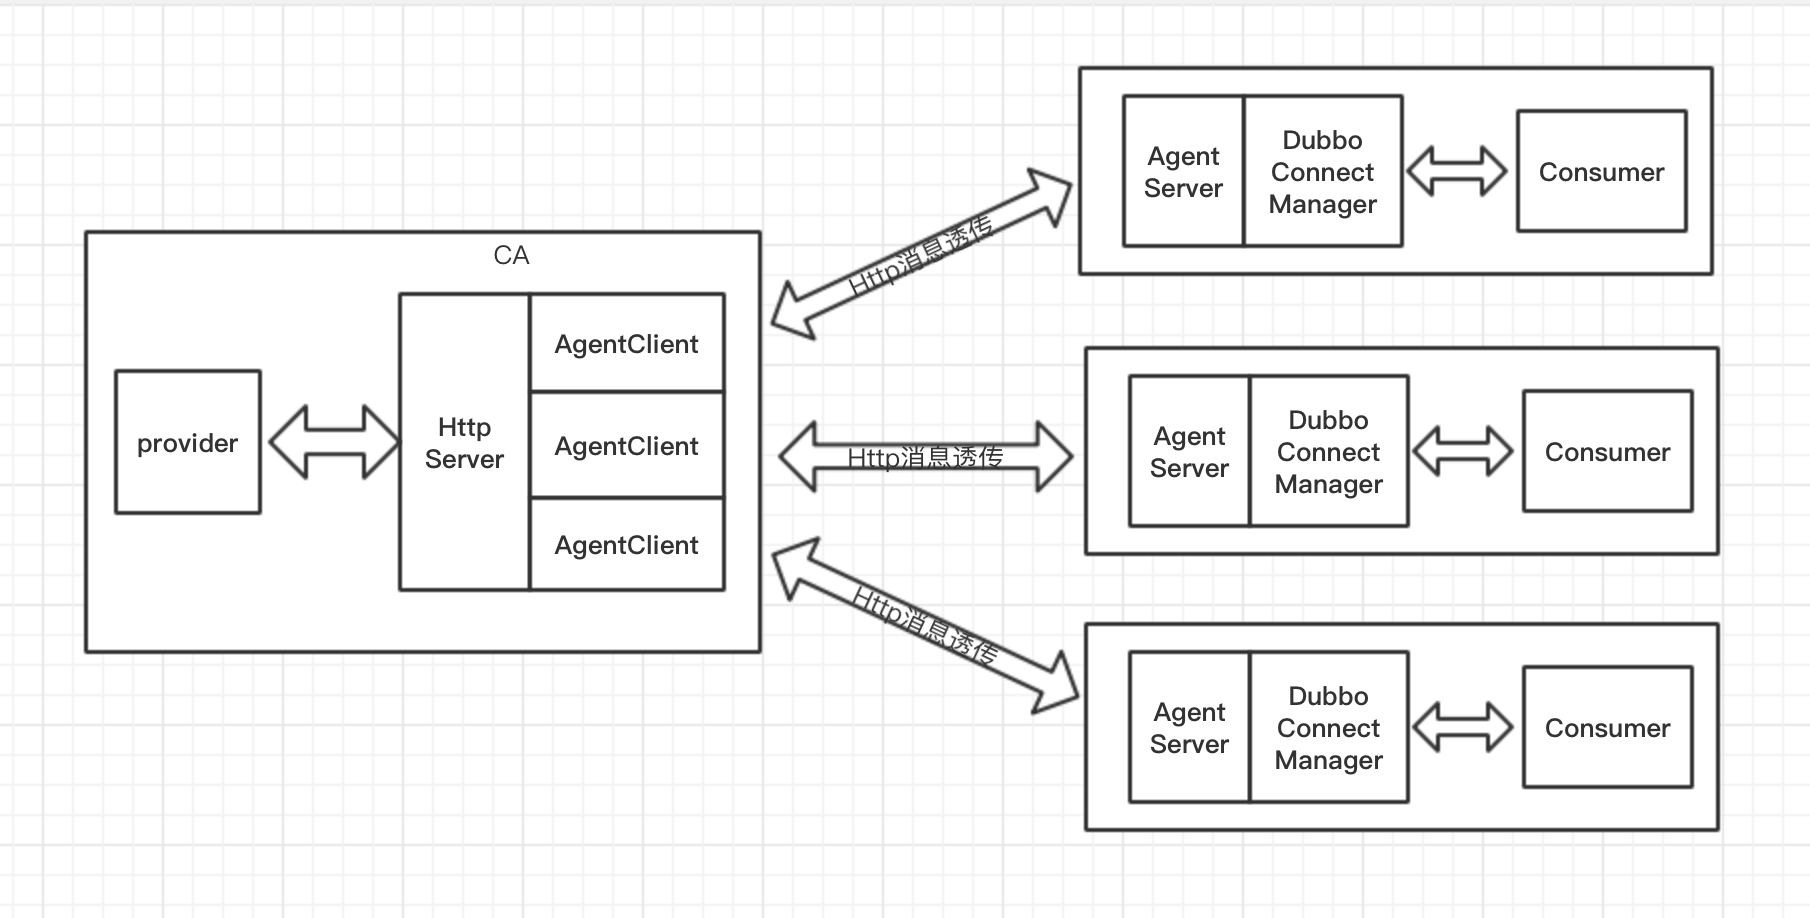 CA
provider
Http
Server
AgentClient
AgentClient
AgentClient
Http消息透传
Http消息透传
Http消息透传
Agent
Server
Dubbo
Connect
Manager
Consumer
Agent
Server
Dubbo
Connect
Manager
Consumer
Agent
Server
Dubbo
Connect
Manager
Consumer